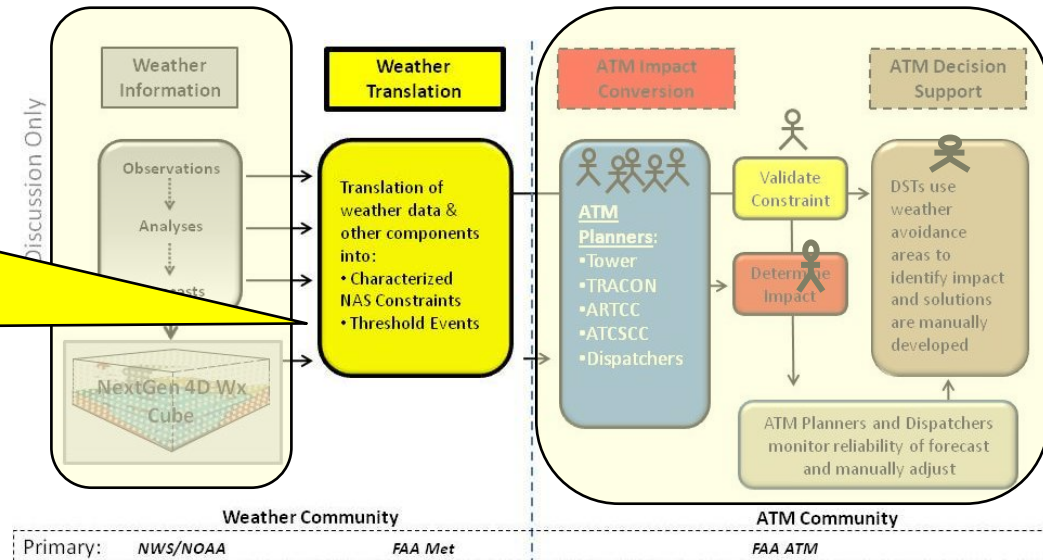 Discussion Only
Weather
Information
Observations
Analyses
NextGen 4D Wx
Cube
Weather
Translation
Translation of
weather data &
other components
into:
• Characterized
NAS Constraints
• Threshold Events
ATM Impact
Conversion
ATM
Planners:
•Tower
•TRACON
•ARTCC
•ATCSCC
•Dispatchers
Validate
Constraint
Determine
Impact
ATM Decision
Support
DSTs use
weather
avoidance
areas to
identify impact
and solutions
are manually
developed
ATM Planners and Dispatchers
monitor reliability of forecast
and manually adjust
Weather Community
ATM Community
Primary: NWS/NOAA FAA Met FAA ATM